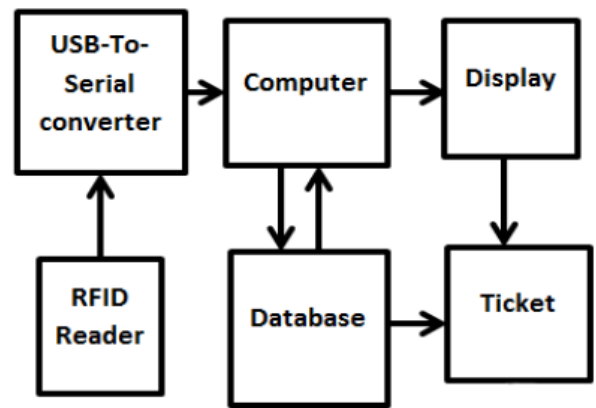 USB-To-
Serial
converter
Computer
Display
RFID
Reader
Database
Ticket